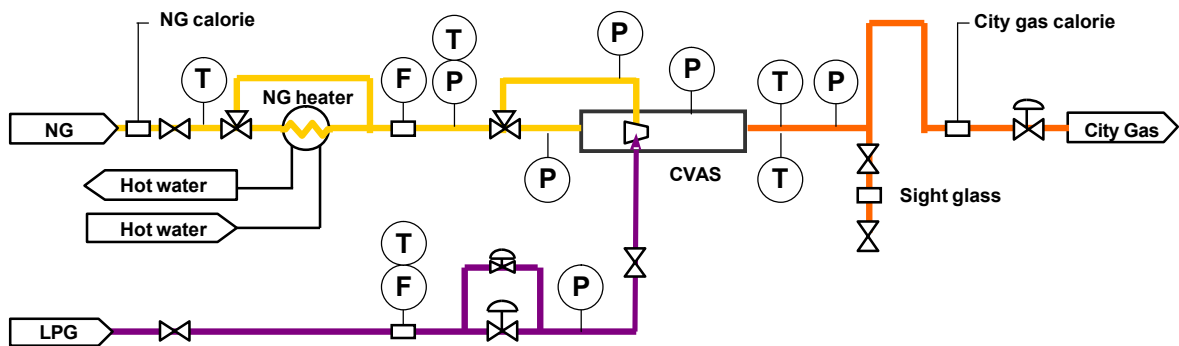 NG calorie
City gas calorie
T
P
P
T
NG heater
F
P
T
P
NG
City Gas
P
CVAS
T
Hot water
Sight glass
Hot water
T
F
P
LPG